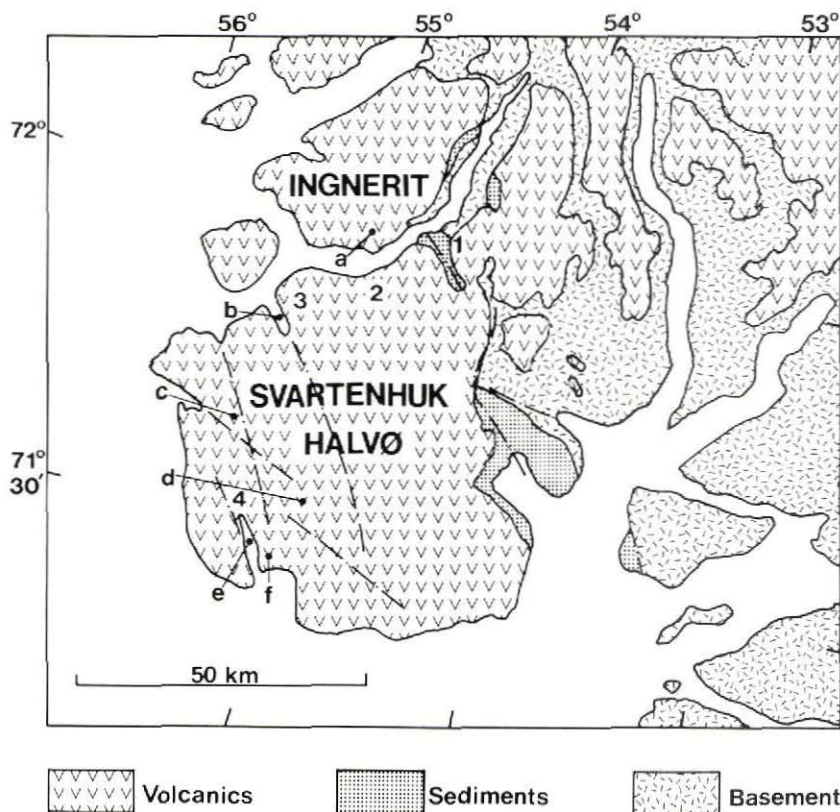 56° 55° 54° 53°
72°
INGNERIT
a
1
2
3
b
SVARTENHUK
HALVØ
c
71°
30'
d
4
e
f
50 km
Volcanics
Sediments
Basement